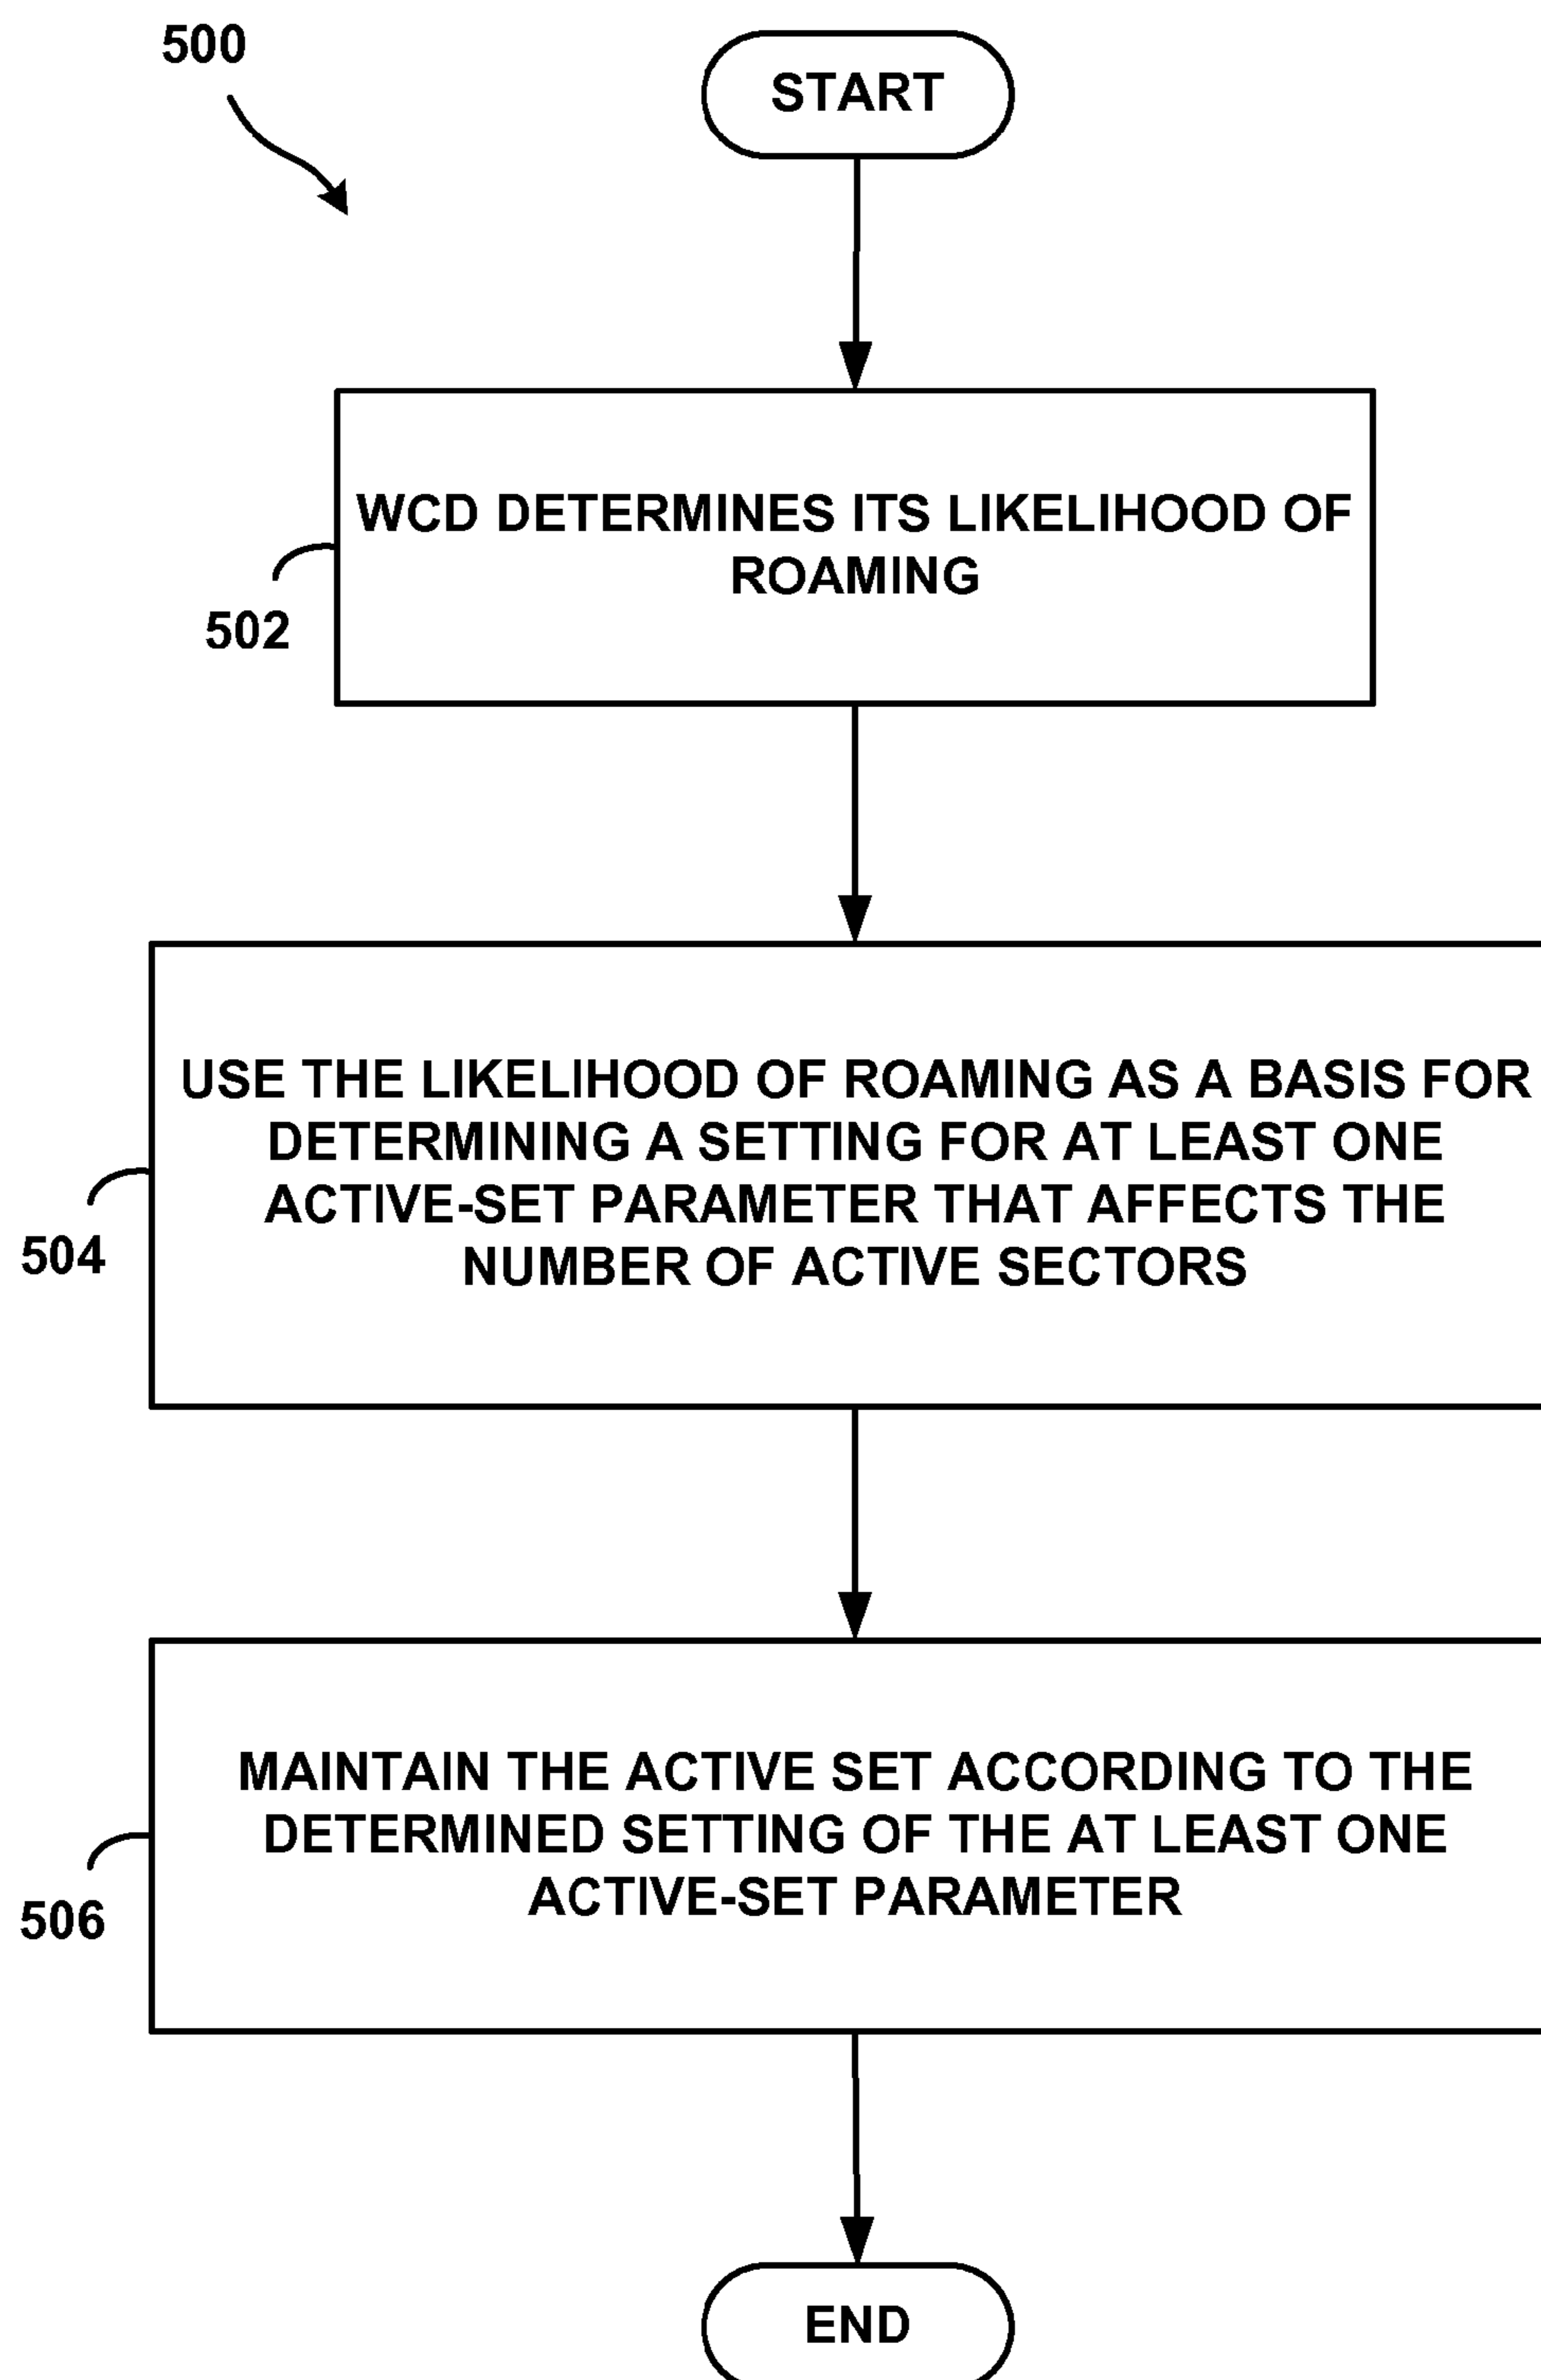 500
START
WCD DETERMINES ITS LIKELIHOOD OF
ROAMING
502
USE THE LIKELIHOOD OF ROAMING AS A BASIS FOR
DETERMINING A SETTING FOR AT LEAST ONE
ACTIVE-SET PARAMETER THAT AFFECTS THE
NUMBER OF ACTIVE SECTORS
504
MAINTAIN THE ACTIVE SET ACCORDING TO THE
DETERMINED SETTING OF THE AT LEAST ONE
ACTIVE-SET PARAMETER
506
END